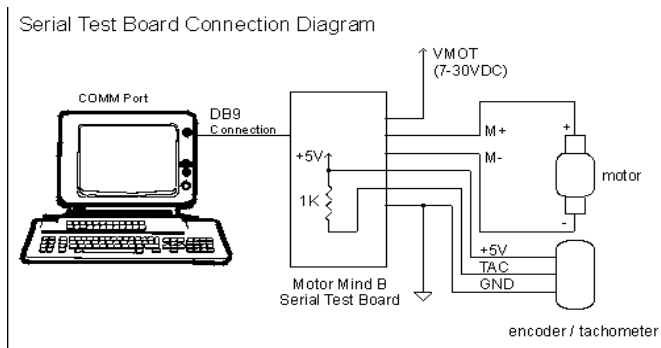 Serial Test Board Connection Diagram
VMOT
(7-30VDC)
COMM Port
DB9
Connection
M+
+
+5V
M-
1K
motor
-
+5V
TAC
GND
Motor Mind B
Serial Test Board
encoder / tachometer